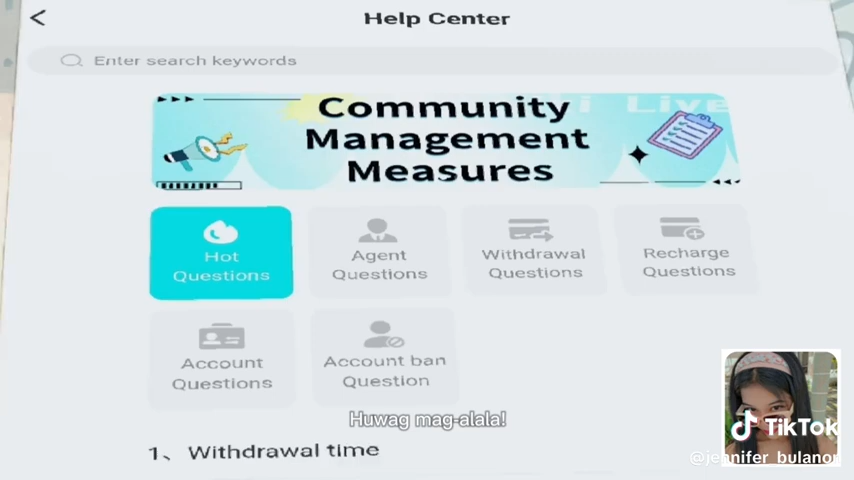 Help Center
Enter search keywords
i Live
Community
Management
Measures
Hot
Questions
Agent
Questions
Withdrawal
Questions
Recharge
Questions
Account
Questions
Account ban
Question
Huwag mag-alala!
1、 Withdrawal time
TikTok
@jennifer_bulanon